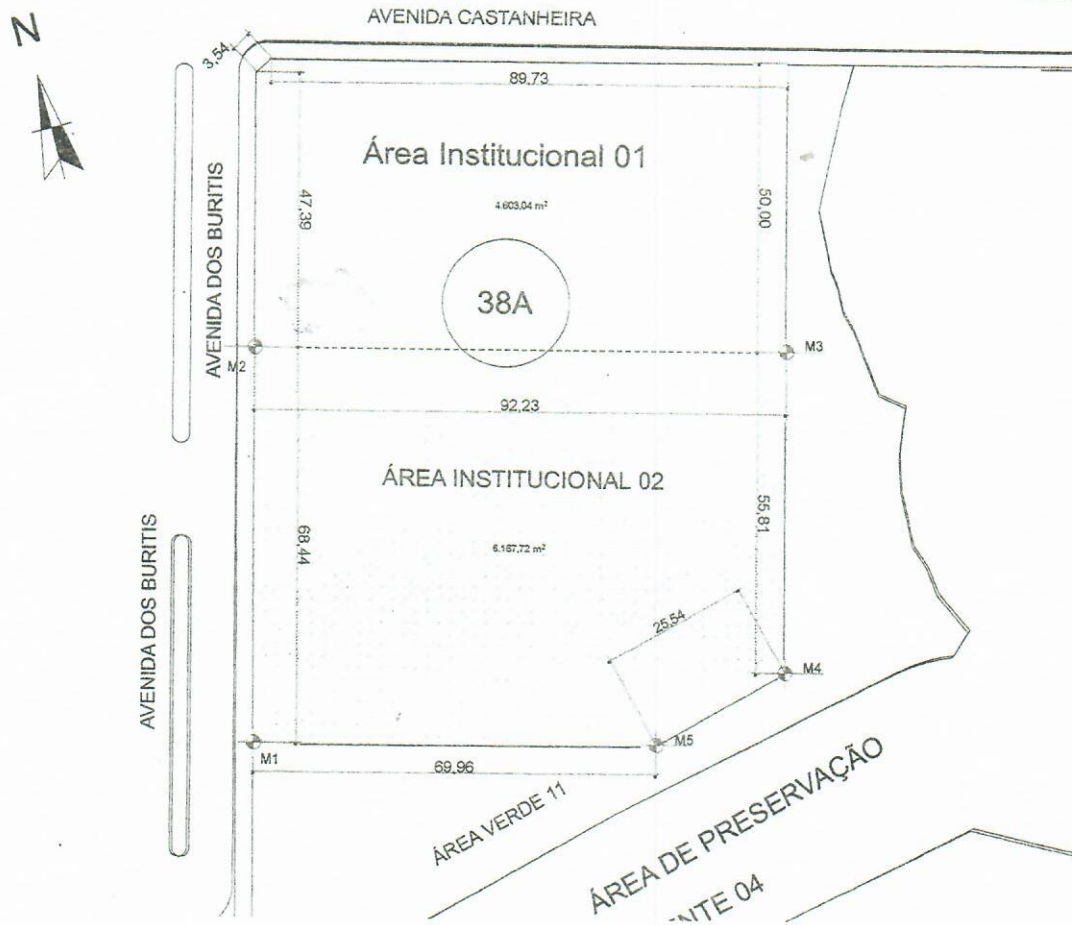 AVENIDA CASTANHEIRA
N
3,54
89,73
Área Institucional 01
4.603,04 m²
47,39
50,00
AVENIDA DOS BURITIS
38A
M2
M3
92,23
ÁREA INSTITUCIONAL 02
6.167,72 m²
68,44
55,81
AVENIDA DOS BURITIS
25,54
M4
M5
M1
69,96
ÁREA VERDE 11
ÁREA DE PRESERVAÇÃO
NTE 04